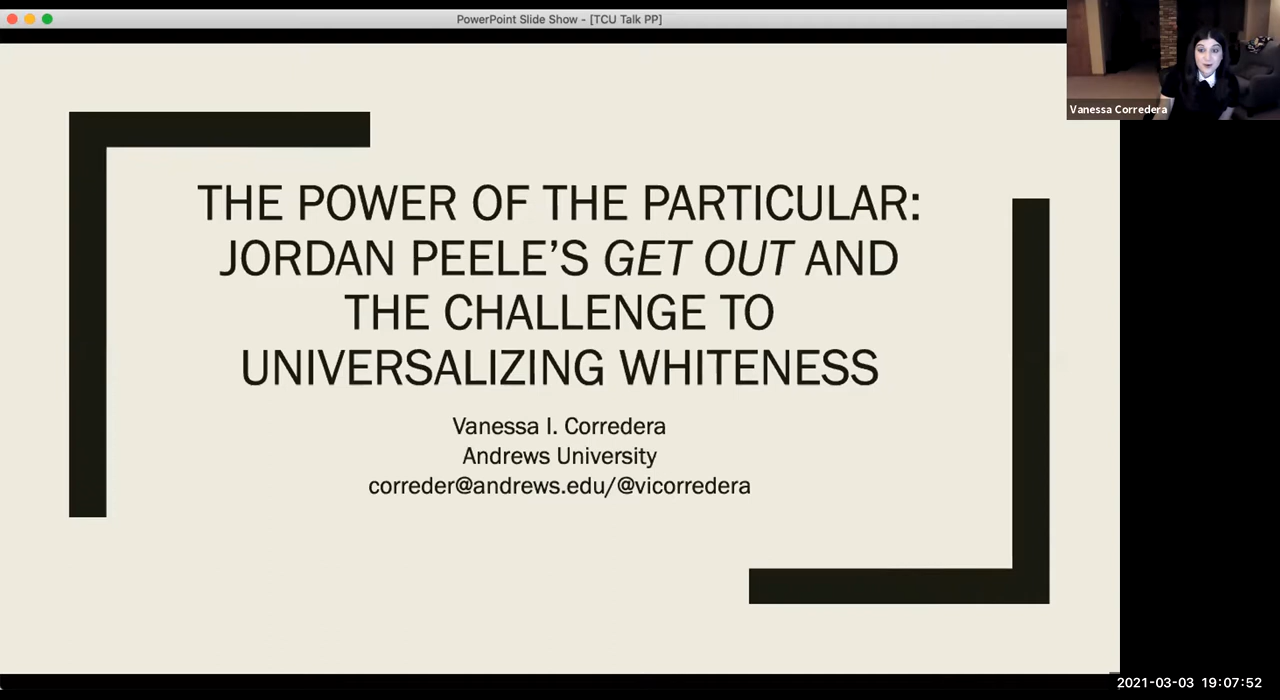 PowerPoint Slide Show - [TCU Talk PP]
Vanessa Corredera
THE POWER OF THE PARTICULAR:
JORDAN PEELE’S GET OUT AND
THE CHALLENGE TO
UNIVERSALIZING WHITENESS
Vanessa I. Corredera
Andrews University
correder@andrews.edu/@vicorredera
2021-03-03 19:07:52